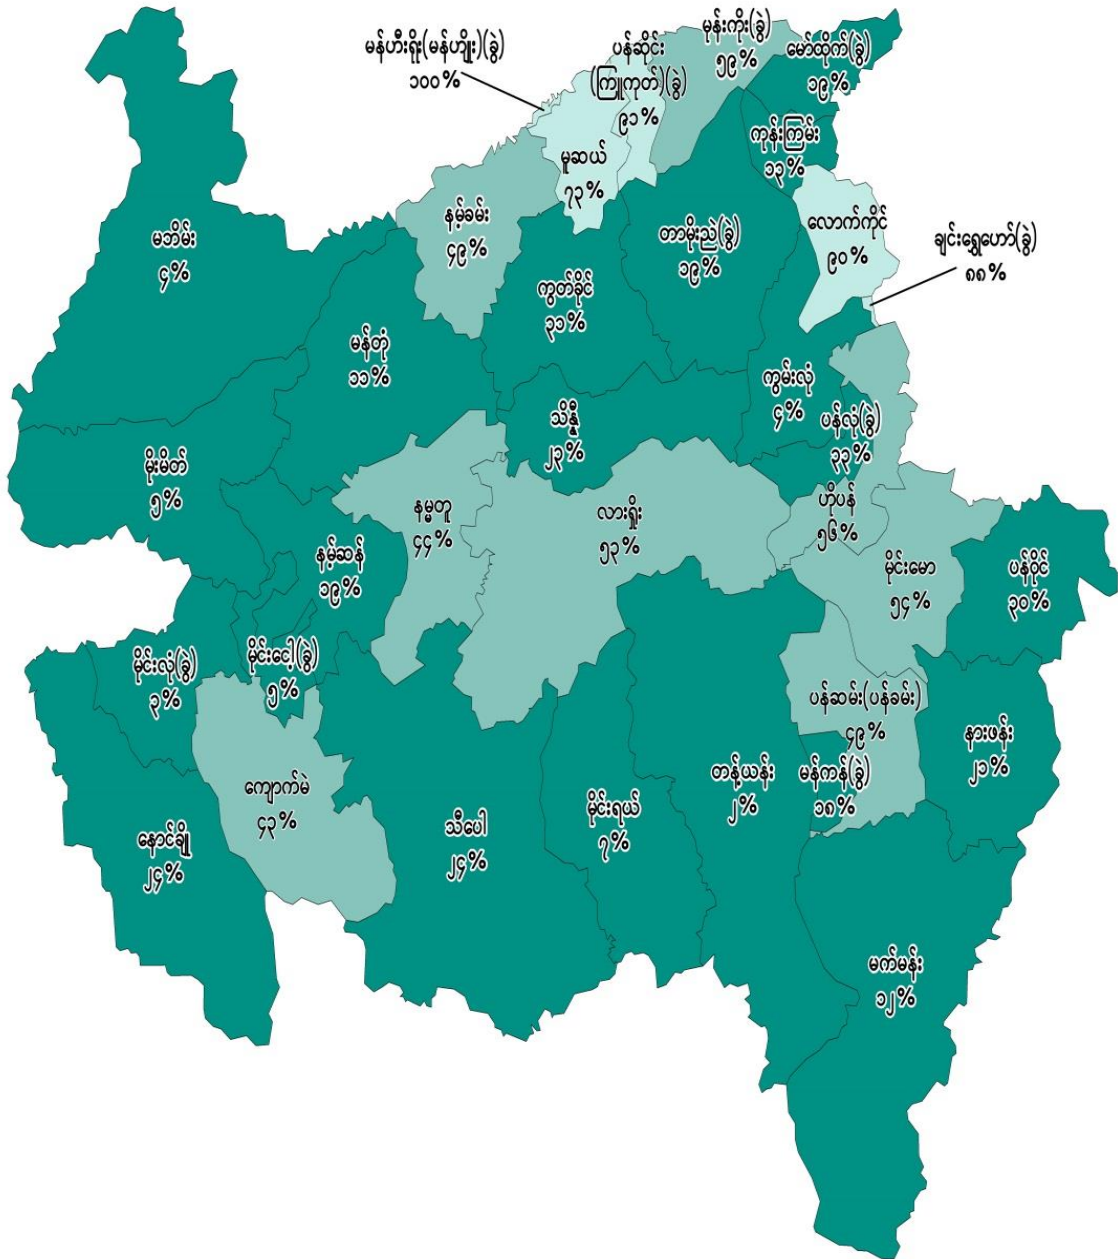 မုန်းကိုး(ခွဲ)
၅၉%
မန်ဟီးရိုး(မန်ဟျိုး)(ခွဲ)
၁၀၀%
ပန်ဆိုင်း
(ကြူကုတ်)(ခွဲ)
၉၁%
မော်ထိုက်(ခွဲ)
၁၉%
ကုန်းကြမ်း
၁၃%
မူဆယ်
၇၃%
နမ့်ခမ်း
၄၉%
မဘိမ်း
၄%
တာမိုးညဲ(ခွဲ)
၁၉%
လောက်ကိုင်
၉၀%
ချင်းရွှေဟော်(ခွဲ)
၈၈%
ကွတ်ခိုင်
၃၁%
မန်တုံ
၁၁%
ကွမ်းလုံ
၄%
သိန္နီ
၂၃%
ပန်လုံ(ခွဲ)
၃၃%
မိုးမိတ်
၅%
နမ္မတူ
၄၄%
လားရှိုး
၅၃%
ဟိုပန်
၅၆%
နမ့်ဆန်
၁၉%
မိုင်းမော
၅၄%
ပန်ဝိုင်
၃၀%
မိုင်းလုံ(ခွဲ)
၃%
မိုင်းငေါ့(ခွဲ)
၅%
ပန်ဆမ်း(ပန်ခမ်း)
၄၉%
နားဖန်း
၂၁%
ကျောက်မဲ
၄၃%
တန့်ယန်း
၂%
မန်ကန်(ခွဲ)
၁၈%
မိုင်းရယ်
၇%
သီပေါ
၂၄%
နောင်ချို
၂၄%
မက်မန်း
၁၂%